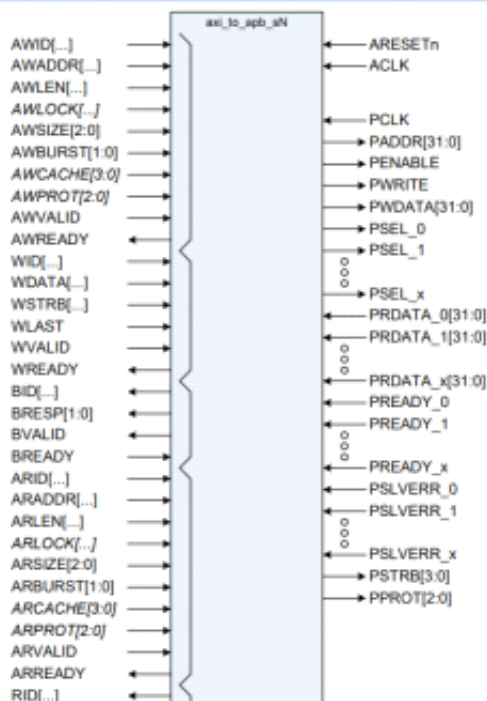 axi_to_apb_sN
AWID[...]
AWADDR[...]
AWLEN[...]
AWLOCK[...]
AWSIZE[2:0]
AWBURST[1:0]
AWCACHE[3:0]
AWPROT[2:0]
AWVALID
AWREADY
WID[...]
WDATA[...]
WSTRB[...]
WLAST
WVALID
WREADY
BID[...]
BRESP[1:0]
BVALID
BREADY
ARID[...]
ARADDR[...]
ARLEN[...]
ARLOCK[...]
ARSIZE[2:0]
ARBURST[1:0]
ARCACHE[3:0]
ARPROT[2:0]
ARVALID
ARREADY
RID[...]
ARESETn
ACLK
PCLK
PADDR[31:0]
PENABLE
PWRITE
PWDATA[31:0]
PSEL_0
PSEL_1
PSEL_x
PRDATA_0[31:0]
PRDATA_1[31:0]
PRDATA_x[31:0]
PREADY_0
PREADY_1
PREADY_x
PSLVERR_0
PSLVERR_1
PSLVERR_x
PSTRB[3:0]
PPROT[2:0]